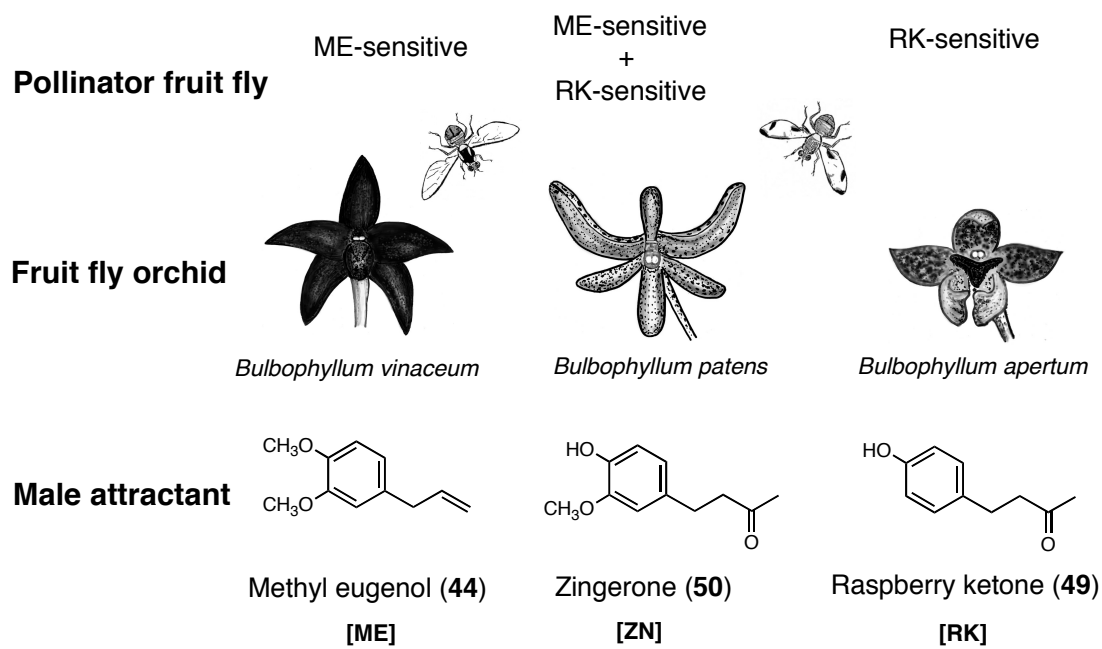 Pollinator fruit fly
ME-sensitive
ME-sensitive
+
RK-sensitive
RK-sensitive
Fruit fly orchid
Bulbophyllum vinaceum
Bulbophyllum patens
Bulbophyllum apertum
Male attractant
CH₃O
CH₃O
HO
CH₃O
O
HO
O
Methyl eugenol (44)
Zingerone (50)
Raspberry ketone (49)
[ME]
[ZN]
[RK]